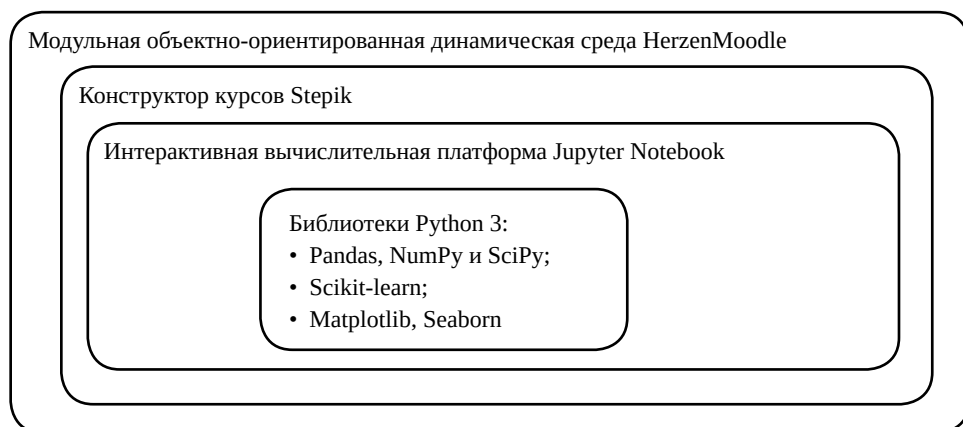 Модульная объектно-ориентированная динамическая среда HerzenMoodle
Конструктор курсов Stepik
Интерактивная вычислительная платформа Jupyter Notebook
Библиотеки Python 3:
• Pandas, NumPy и SciPy;
• Scikit-learn;
• Matplotlib, Seaborn